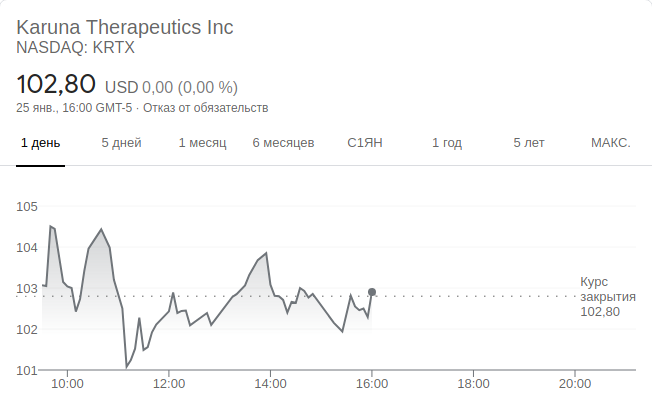 Karuna Therapeutics Inc
NASDAQ: KRTX
102,80 USD 0,00 (0,00 %)
25 янв., 16:00 GMT-5 · Отказ от обязательств
1 день 5 дней 1 месяц 6 месяцев С1ЯН 1 год 5 лет МАКС.
105
104
103
102
101
Курс
закрытия
102,80
10:00 12:00 14:00 16:00 18:00 20:00